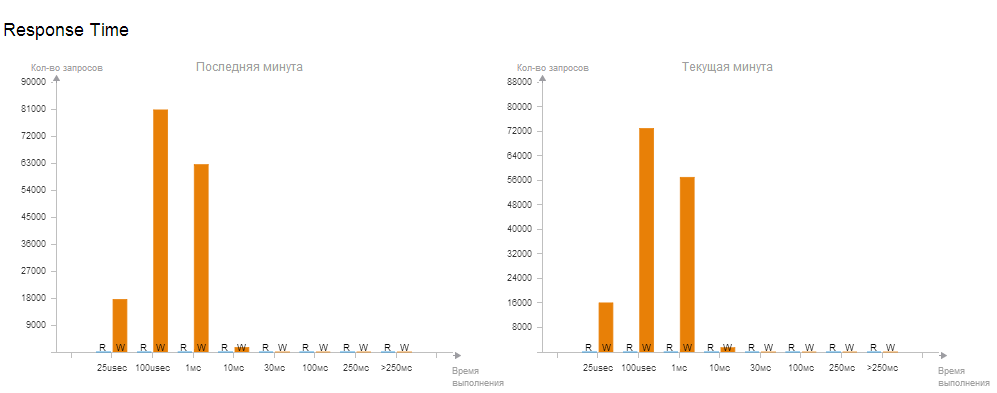 Response Time
Кол-во запросов
Последняя минута
90000
81000
72000
63000
54000
45000
36000
27000
18000
9000
R W R W R W R W R W R W R W R W
25usec 100usec 1мс 10мс 30мс 100мс 250мс >250мс
Время
выполнения
Кол-во запросов
Текущая минута
88000
80000
72000
64000
56000
48000
40000
32000
24000
16000
8000
R W R W R W R W R W R W R W R W
25usec 100usec 1мс 10мс 30мс 100мс 250мс >250мс
Время
выполнения